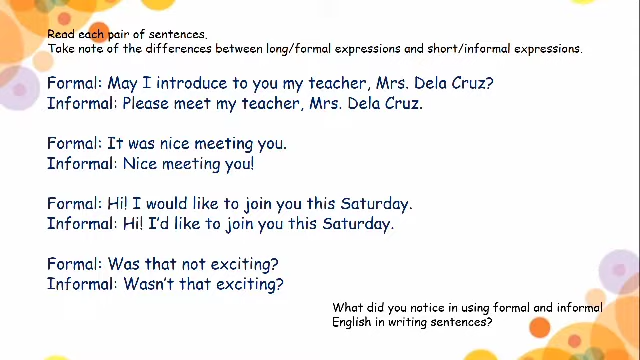 Read each pair of sentences.
Take note of the differences between long/formal expressions and short/informal expressions.
Formal: May I introduce to you my teacher, Mrs. Dela Cruz?
Informal: Please meet my teacher, Mrs. Dela Cruz.
Formal: It was nice meeting you.
Informal: Nice meeting you!
Formal: Hi! I would like to join you this Saturday.
Informal: Hi! I'd like to join you this Saturday.
Formal: Was that not exciting?
Informal: Wasn't that exciting?
What did you notice in using formal and informal
English in writing sentences?